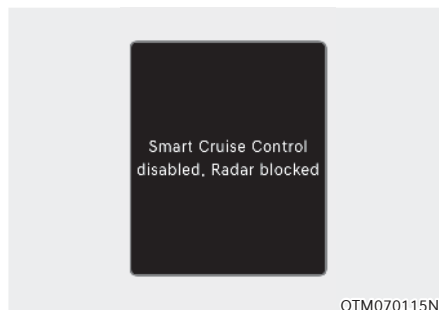 Smart Cruise Control
disabled, Radar blocked
OTM070115N